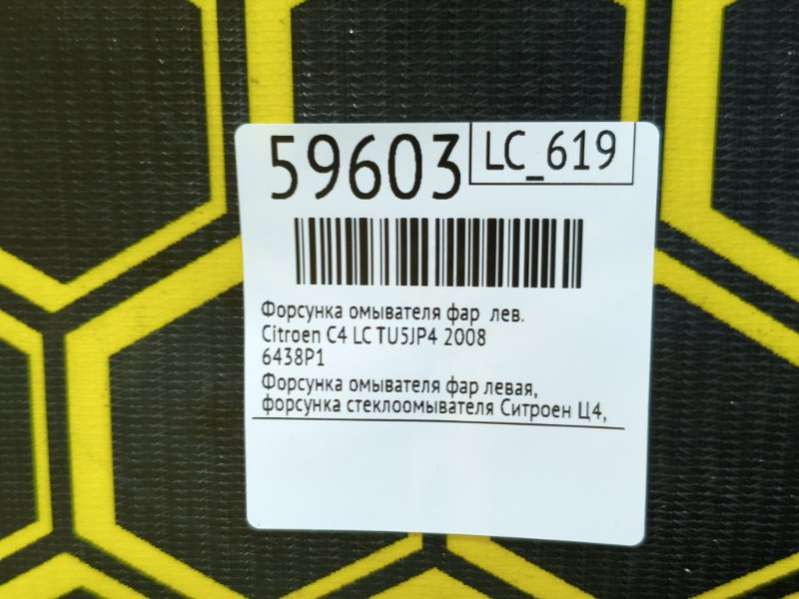 59603
LC_619
Форсунка омывателя фар лев.
Citroen C4 LC TU5JP4 2008
6438P1
Форсунка омывателя фар левая,
форсунка стеклоомывателя Ситроен Ц4,